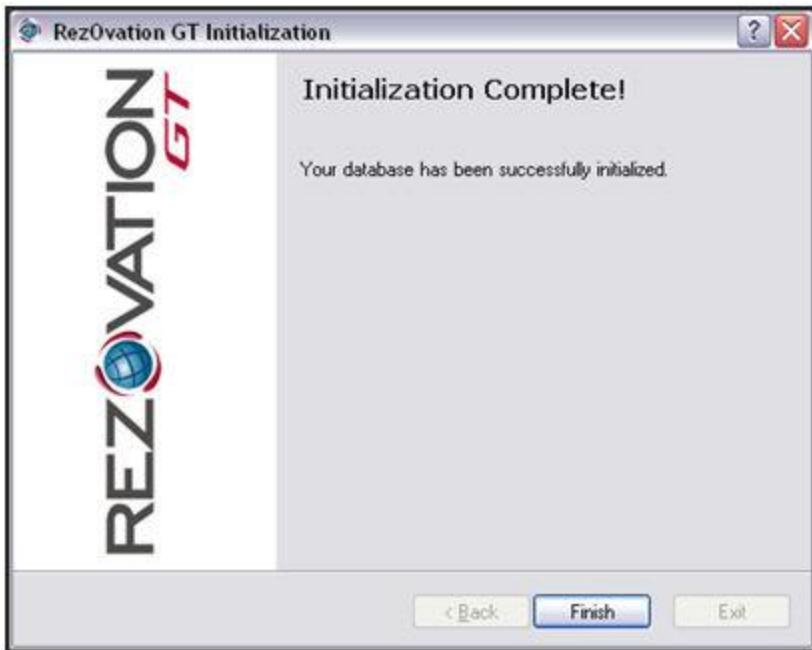 RezOvation GT Initialization
REZOVATION
GT
Initialization Complete!
Your database has been successfully initialized.
< Back
Finish
Exit